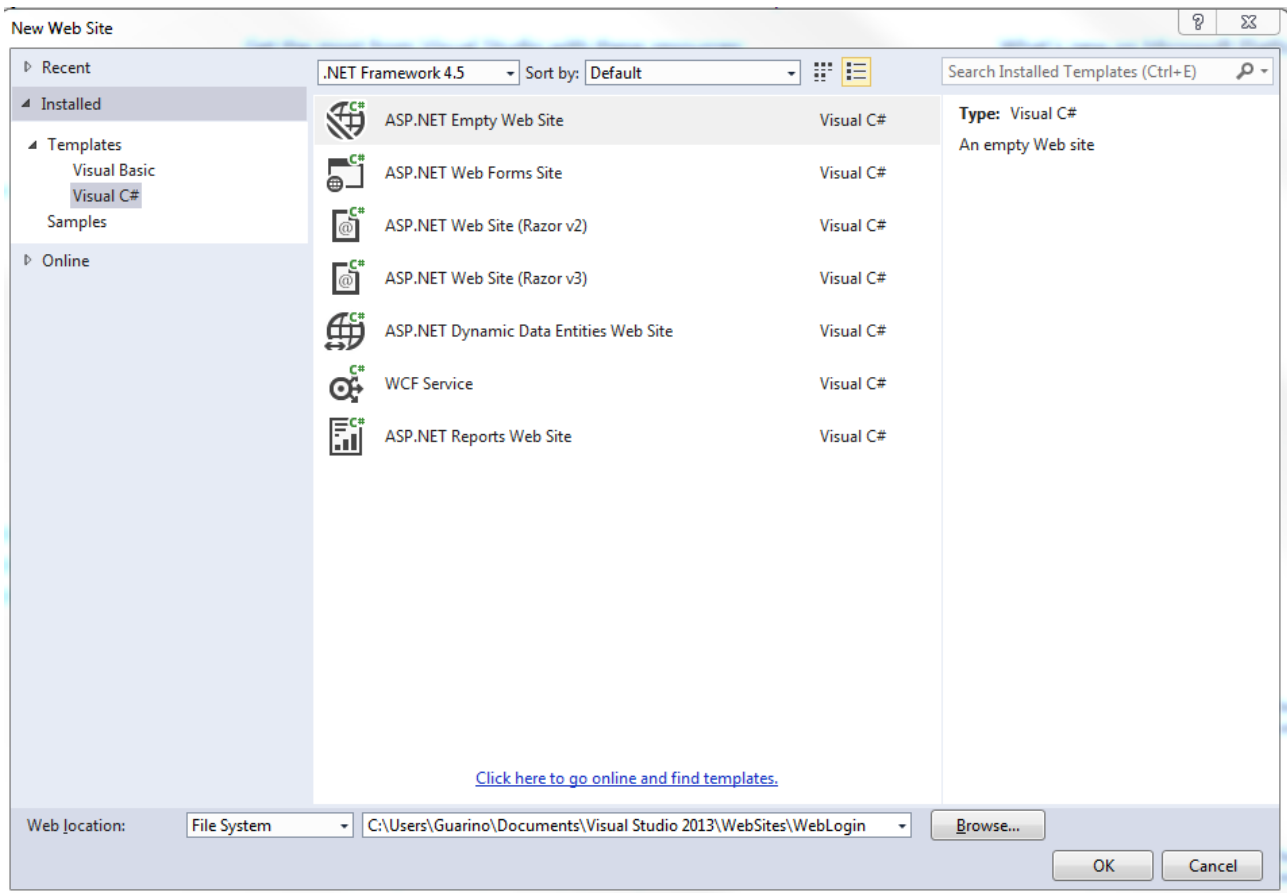 New Web Site
Recent
Installed
Templates
Visual Basic
Visual C#
Samples
Online
.NET Framework 4.5
Sort by: Default
Search Installed Templates (Ctrl+E)
C# ASP.NET Empty Web Site Visual C#
C# ASP.NET Web Forms Site Visual C#
C# @ ASP.NET Web Site (Razor v2) Visual C#
C# @ ASP.NET Web Site (Razor v3) Visual C#
C# ASP.NET Dynamic Data Entities Web Site Visual C#
C# WCF Service Visual C#
C# ASP.NET Reports Web Site Visual C#
Type: Visual C#
An empty Web site
Click here to go online and find templates.
Web location: File System C:\Users\Guarino\Documents\Visual Studio 2013\WebSites\WebLogin Browse...
OK Cancel